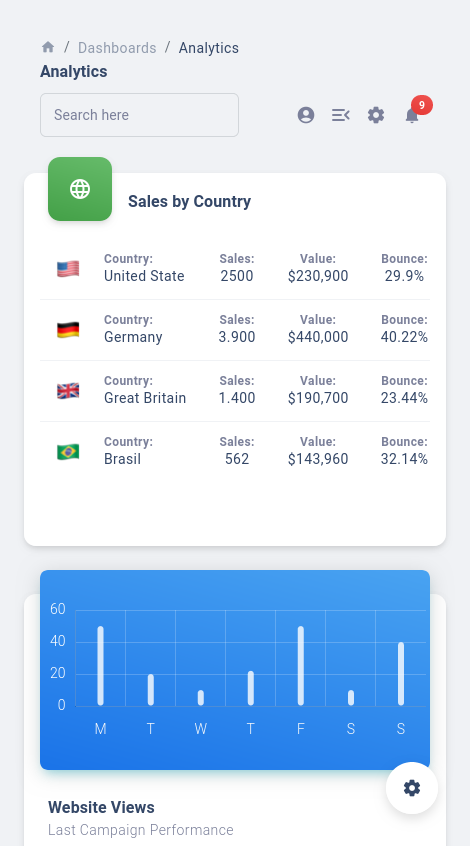 / Dashboards / Analytics
Analytics
Search here
9
Sales by Country
Country: Sales: Value: Bounce:
United State 2500 $230,900 29.9%
Country: Sales: Value: Bounce:
Germany 3.900 $440,000 40.22%
Country: Sales: Value: Bounce:
Great Britain 1.400 $190,700 23.44%
Country: Sales: Value: Bounce:
Brasil 562 $143,960 32.14%
60
40
20
0
M T W T F S S
Website Views
Last Campaign Performance